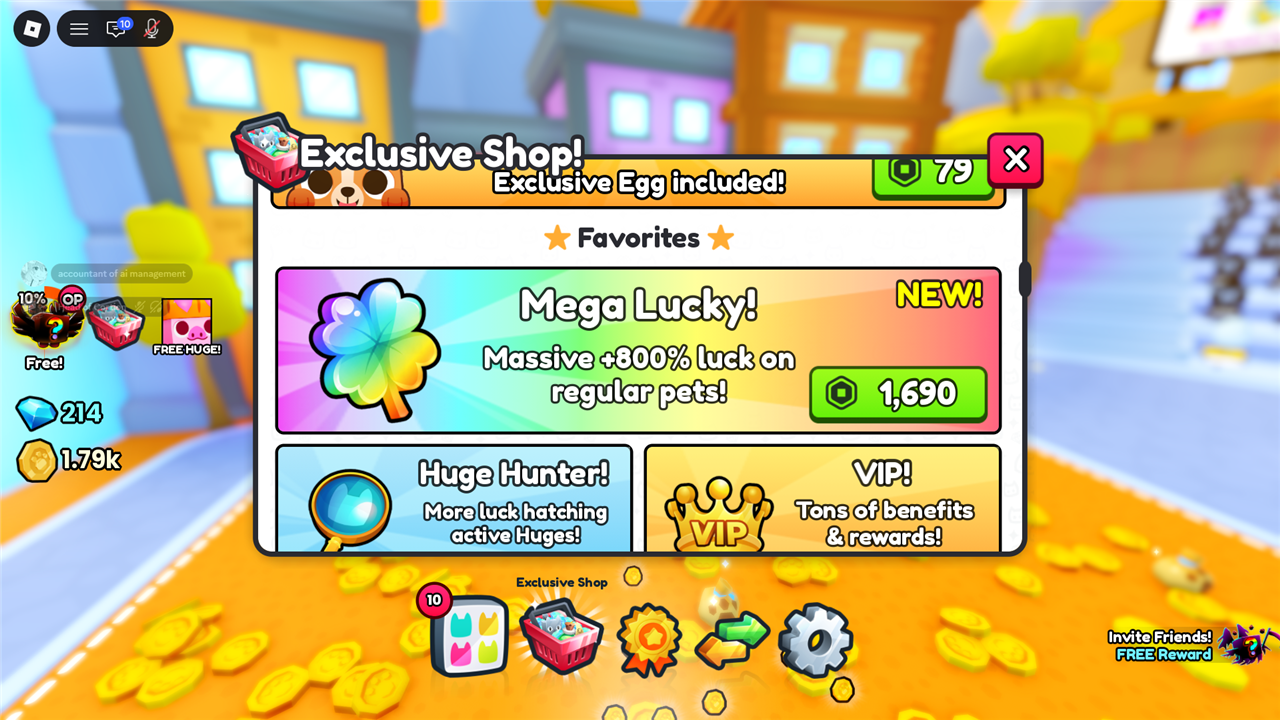 10
Exclusive Shop!
Exclusive Egg included!
79
Favorites
Mega Lucky!
NEW!
Massive +800% luck on
regular pets!
1,690
Huge Hunter!
More luck hatching
active Huges!
VIP!
Tons of benefits
& rewards!
VIP
accountant of ai management
10%
OP
Free!
FREE HUGE!
214
1.79k
Exclusive Shop
10
Invite Friends!
FREE Reward